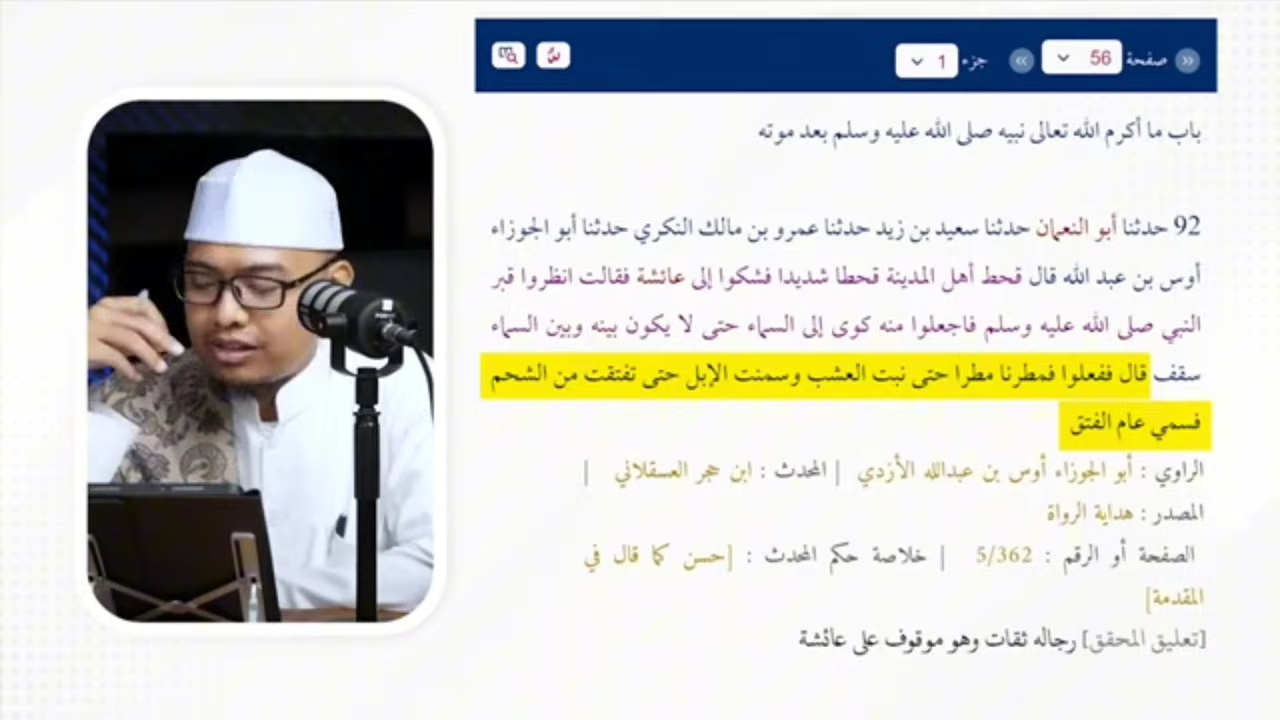 صفحة 56 جزء 1
باب ما أكرم الله تعالى نبيه صلى الله عليه وسلم بعد موته
92 حدثنا أبو النعمان حدثنا سعيد بن زيد حدثنا عمرو بن مالك النكري حدثنا أبو الجوزاء
أوس بن عبد الله قال قحط أهل المدينة قحطا شديدا فشكوا إلى عائشة فقالت انظروا قبر
النبي صلى الله عليه وسلم فاجعلوا منه كوى إلى السماء حتى لا يكون بينه وبين السماء
سقف قال ففعلوا فمطرنا مطرا حتى نبت العشب وسمنت الإبل حتى تفتقت من الشحم
فسمي عام الفتق
الراوي : أبو الجوزاء أوس بن عبدالله الأزدي | المحدث : ابن حجر العسقلاني |
المصدر : هداية الرواة
الصفحة أو الرقم : 5/362 | خلاصة حكم المحدث : [حسن كما قال في
المقدمة]
[تعليق المحقق] رجاله ثقات وهو موقوف على عائشة